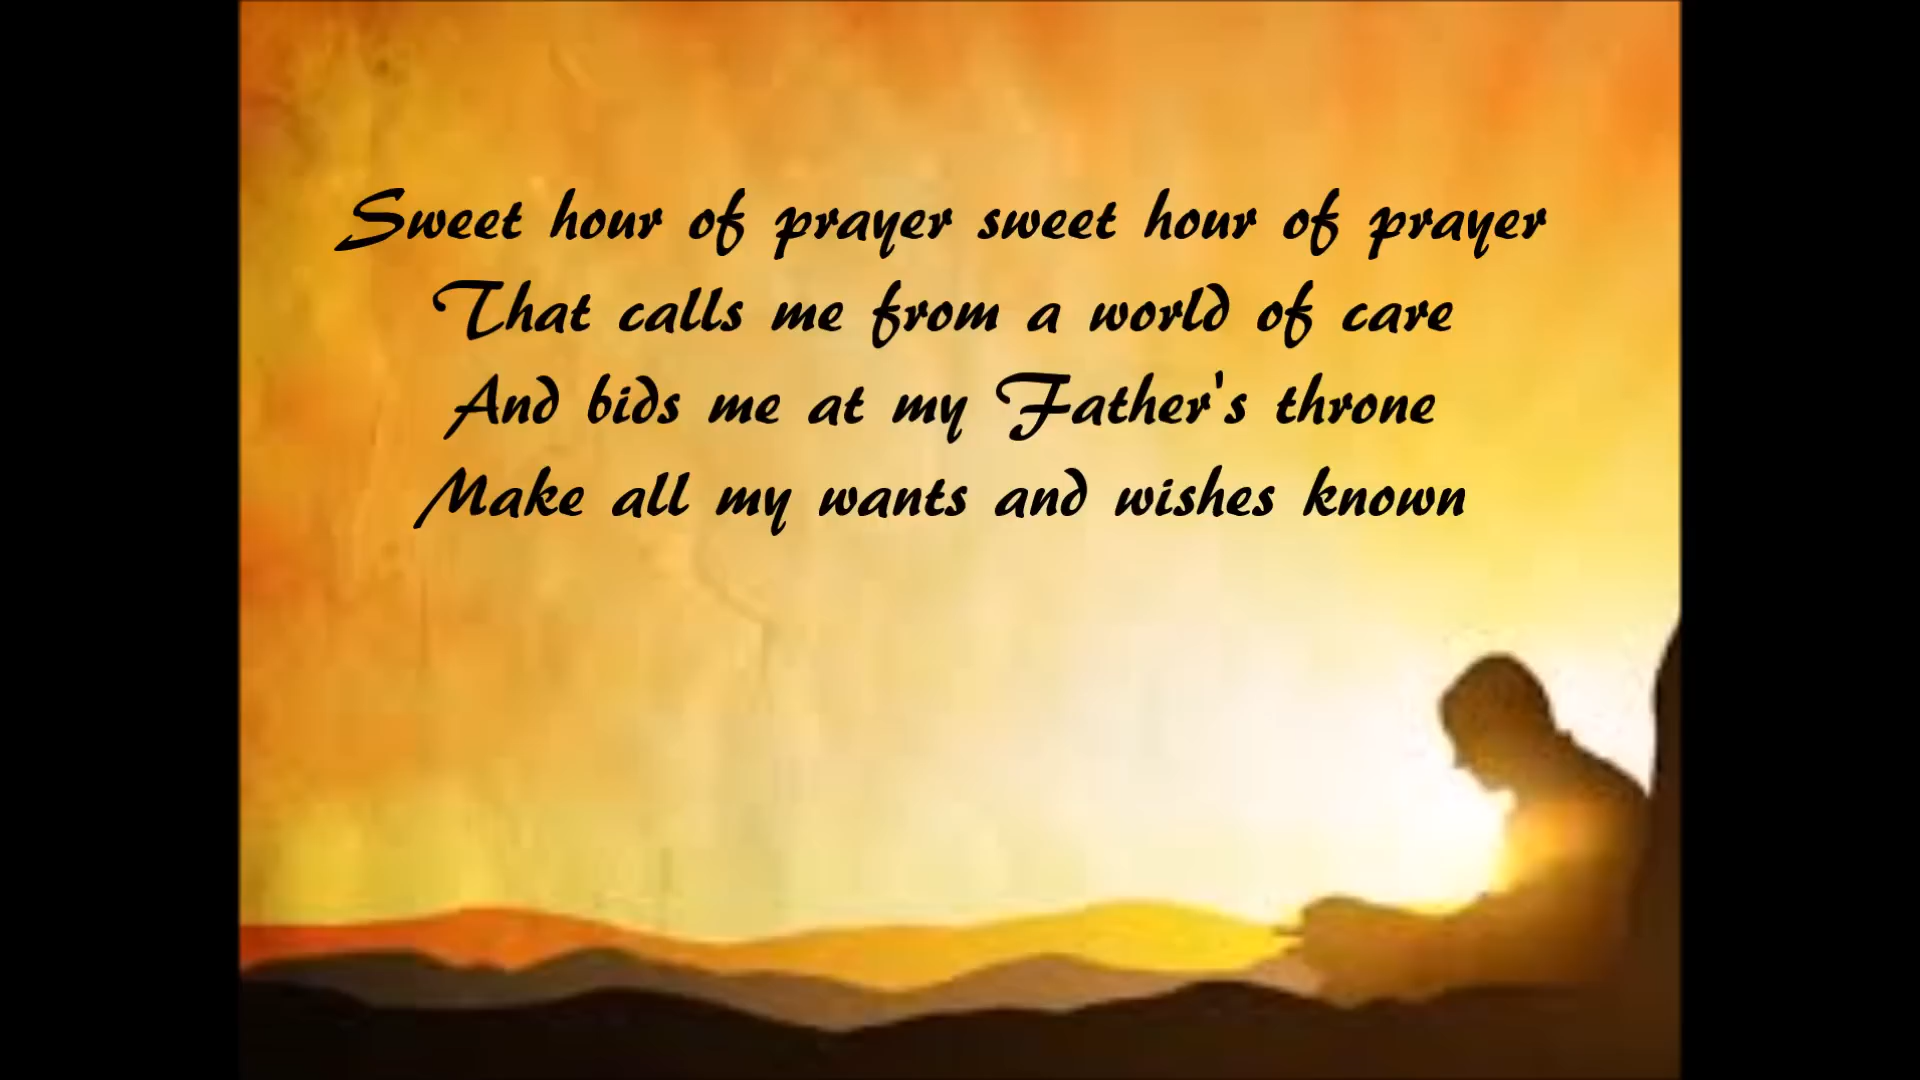 Sweet hour of prayer sweet hour of prayer
That calls me from a world of care
And bids me at my Father's throne
Make all my wants and wishes known